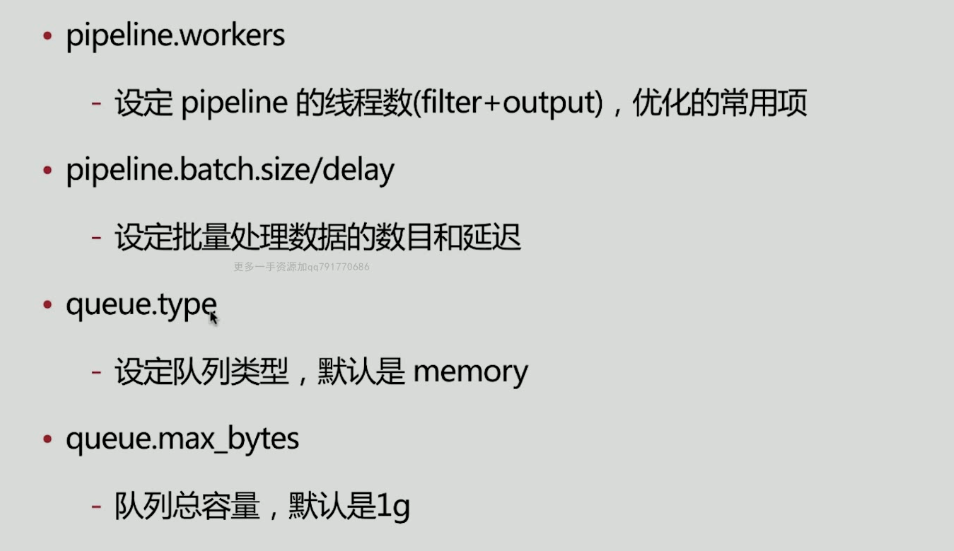 • pipeline.workers
- 设定 pipeline 的线程数(filter+output)，优化的常用项
• pipeline.batch.size/delay
- 设定批量处理数据的数目和延迟
更多一手资源加qq791770686
• queue.type
- 设定队列类型，默认是 memory
• queue.max_bytes
- 队列总容量，默认是1g